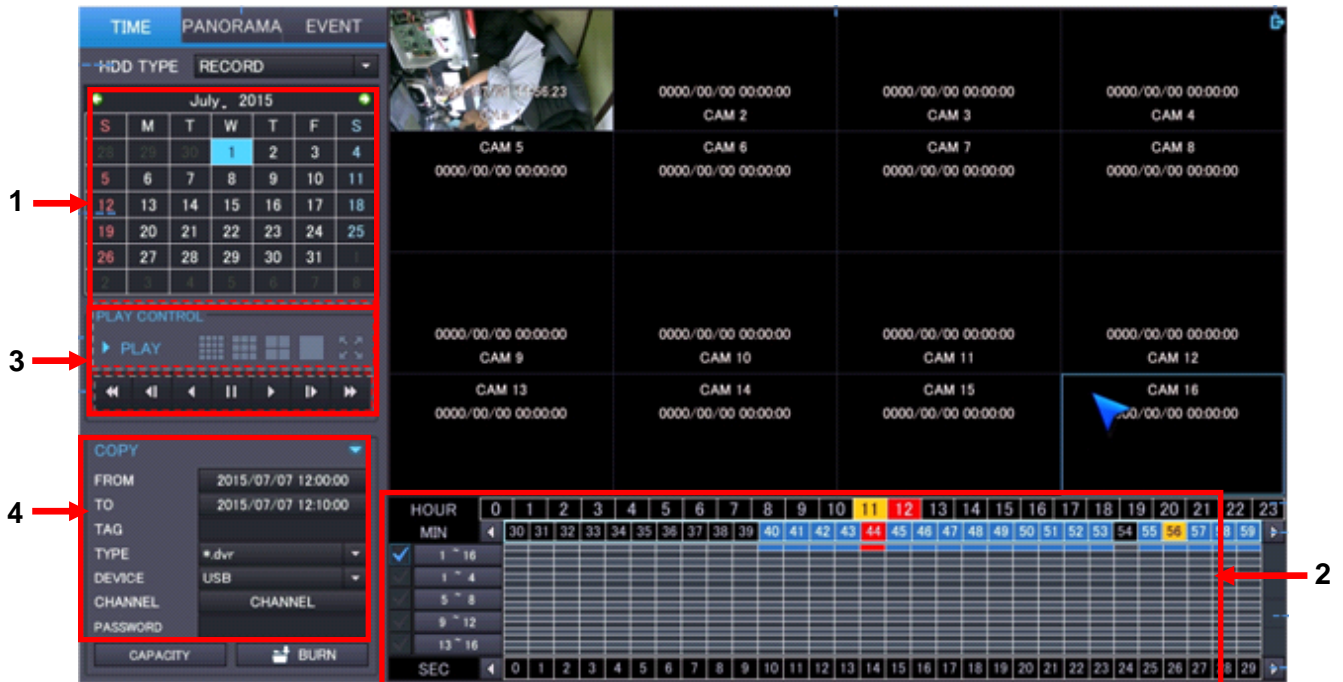 TIME PANORAMA EVENT
HDD TYPE RECORD
July. 2015
S M T W T F S
28 29 30 1 2 3 4
5 6 7 8 9 10 11
12 13 14 15 16 17 18
19 20 21 22 23 24 25
26 27 28 29 30 31 1
2 3 4 5 6 7 8
1
PLAY CONTROL
PLAY
3
COPY
FROM 2015/07/07 12:00:00
TO 2015/07/07 12:10:00
TAG
TYPE *.dvr
DEVICE USB
CHANNEL CHANNEL
PASSWORD
CAPACITY BURN
4
56:23
0000/00/00 00:00:00 0000/00/00 00:00:00 0000/00/00 00:00:00
CAM 2 CAM 3 CAM 4
CAM 5 CAM 6 CAM 7 CAM 8
0000/00/00 00:00:00 0000/00/00 00:00:00 0000/00/00 00:00:00 0000/00/00 00:00:00
0000/00/00 00:00:00 0000/00/00 00:00:00 0000/00/00 00:00:00 0000/00/00 00:00:00
CAM 9 CAM 10 CAM 11 CAM 12
CAM 13 CAM 14 CAM 15 CAM 16
0000/00/00 00:00:00 0000/00/00 00:00:00 0000/00/00 00:00:00 /00/00 00:00:00
HOUR 0 1 2 3 4 5 6 7 8 9 10 11 12 13 14 15 16 17 18 19 20 21 22 23
MIN 30 31 32 33 34 35 36 37 38 39 40 41 42 43 44 45 46 47 48 49 50 51 52 53 54 55 56 57 58 59
1 ~ 16
1 ~ 4
5 ~ 8
9 ~ 12
13 ~ 16
SEC 0 1 2 3 4 5 6 7 8 9 10 11 12 13 14 15 16 17 18 19 20 21 22 23 24 25 26 27 28 29
2